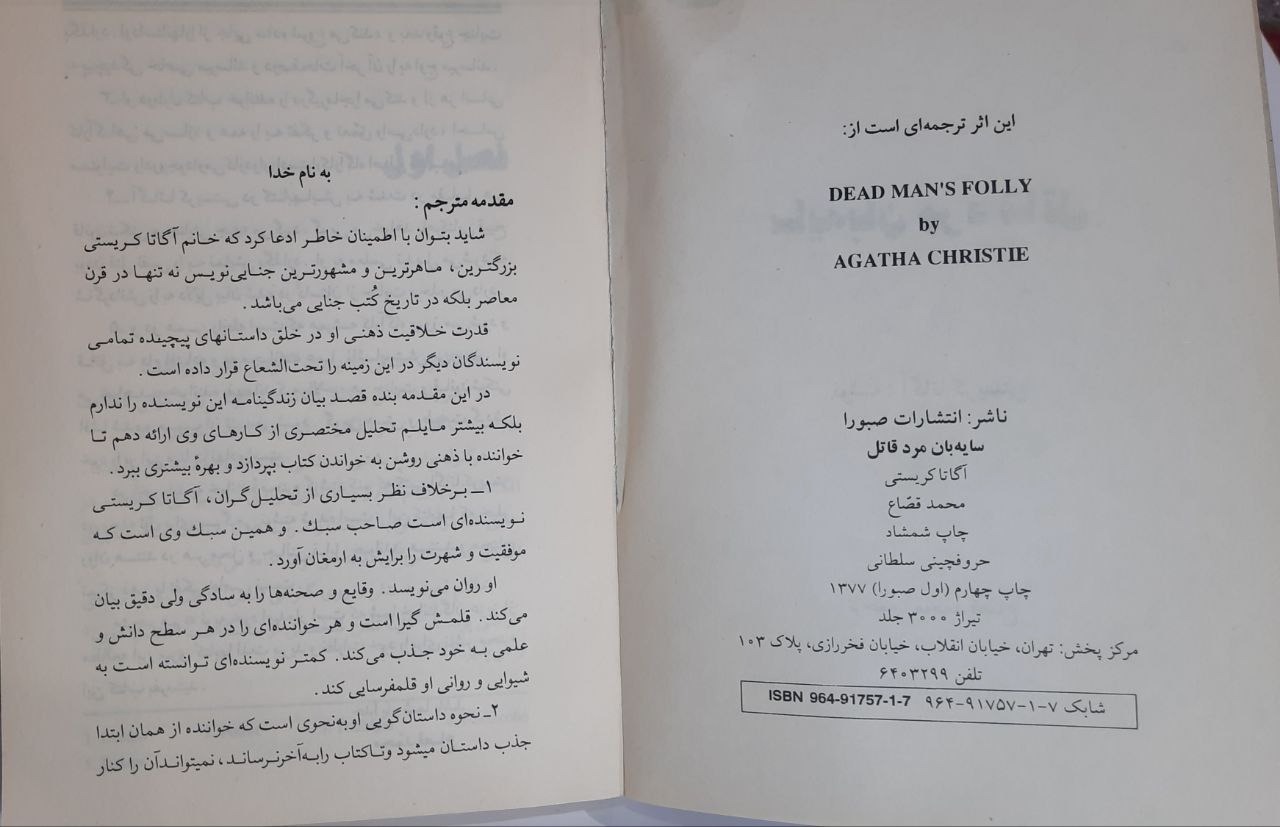 این اثر ترجمه‌ای است از:
DEAD MAN'S FOLLY
by
AGATHA CHRISTIE
ناشر: انتشارات صبورا
سایه‌بان مرد قاتل
آگاتا کریستی
محمد قصّاع
چاپ شمشاد
حروفچینی سلطانی
چاپ چهارم (اول صبورا) ۱۳۷۷
تیراژ ۳۰۰۰ جلد
مرکز پخش: تهران، خیابان انقلاب، خیابان فخررازی، پلاک ۱۰۳
تلفن ۶۴۰۳۲۹۹
شابک ۷-۱-۹۱۷۵۷-۹۶۴ ISBN 964-91757-1-7
به نام خدا
مقدمه مترجم :
شاید بتوان با اطمینان خاطر ادعا کرد که خانم آگاتا کریستی
بزرگترین، ماهرترین و مشهورترین جنایی‌نویس نه تنها در قرن
معاصر بلکه در تاریخ کُتب جنایی می‌باشد .
قدرت خلاقیت ذهنی او در خلق داستانهای پیچیده تمامی
نویسندگان دیگر در این زمینه را تحت‌الشعاع قرار داده است .
در این مقدمه بنده قصد بیان زندگینامه این نویسنده را ندارم
بلکه بیشتر مایلم تحلیل مختصری از کارهای وی ارائه دهم تا
خواننده با ذهنی روشن به خواندن کتاب بپردازد و بهرهٔ بیشتری ببرد .
۱ــ برخلاف نظر بسیاری از تحلیل‌گران، آگاتا کریستی
نویسنده‌ای است صاحب سبك . و همین سبك وی است که
موفقیت و شهرت را برایش به ارمغان آورد .
او روان می‌نویسد . وقایع و صحنه‌ها را به سادگی ولی دقیق بیان
می‌کند . قلمش گیرا است و هر خواننده‌ای را در هر سطح دانش و
علمی به خود جذب می‌کند . کمتر نویسنده‌ای توانسته است به
شیوایی و روانی او قلمفرسایی کند .
۲ـ نحوه داستان‌گویی او به‌نحوی است که خواننده از همان ابتدا
جذب داستان میشود وتاکتاب رابه‌آخرنرساند، نمیتواندآن را کنار